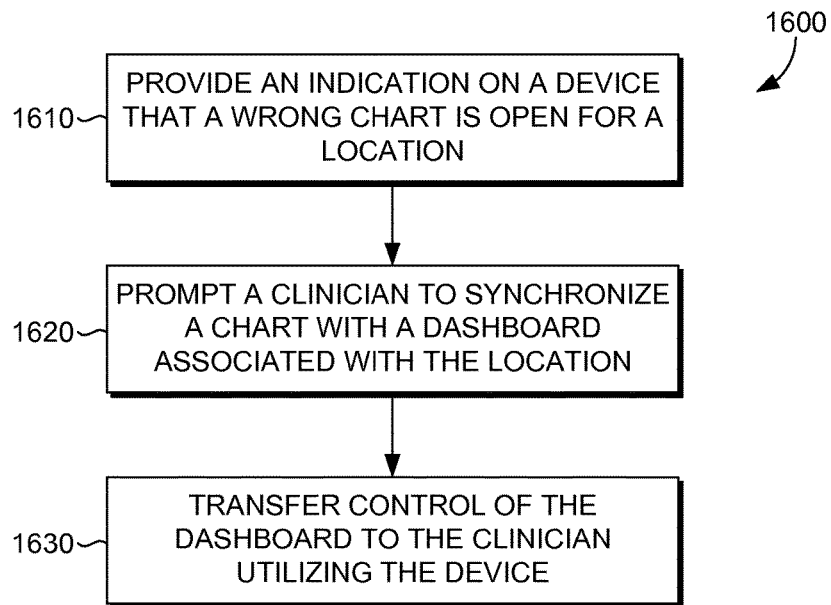 1600
1610
PROVIDE AN INDICATION ON A DEVICE
THAT A WRONG CHART IS OPEN FOR A
LOCATION
1620
PROMPT A CLINICIAN TO SYNCHRONIZE
A CHART WITH A DASHBOARD
ASSOCIATED WITH THE LOCATION
1630
TRANSFER CONTROL OF THE
DASHBOARD TO THE CLINICIAN
UTILIZING THE DEVICE